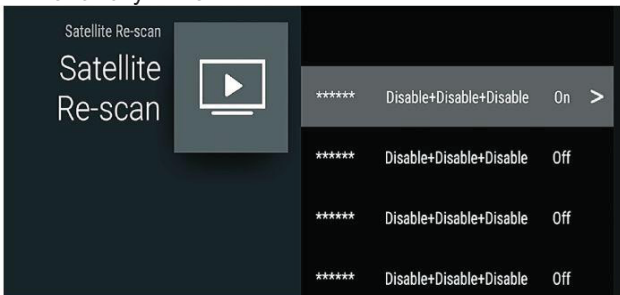 Satellite Re-scan
Satellite
Re-scan
****** Disable+Disable+Disable On >
****** Disable+Disable+Disable Off
****** Disable+Disable+Disable Off
****** Disable+Disable+Disable Off